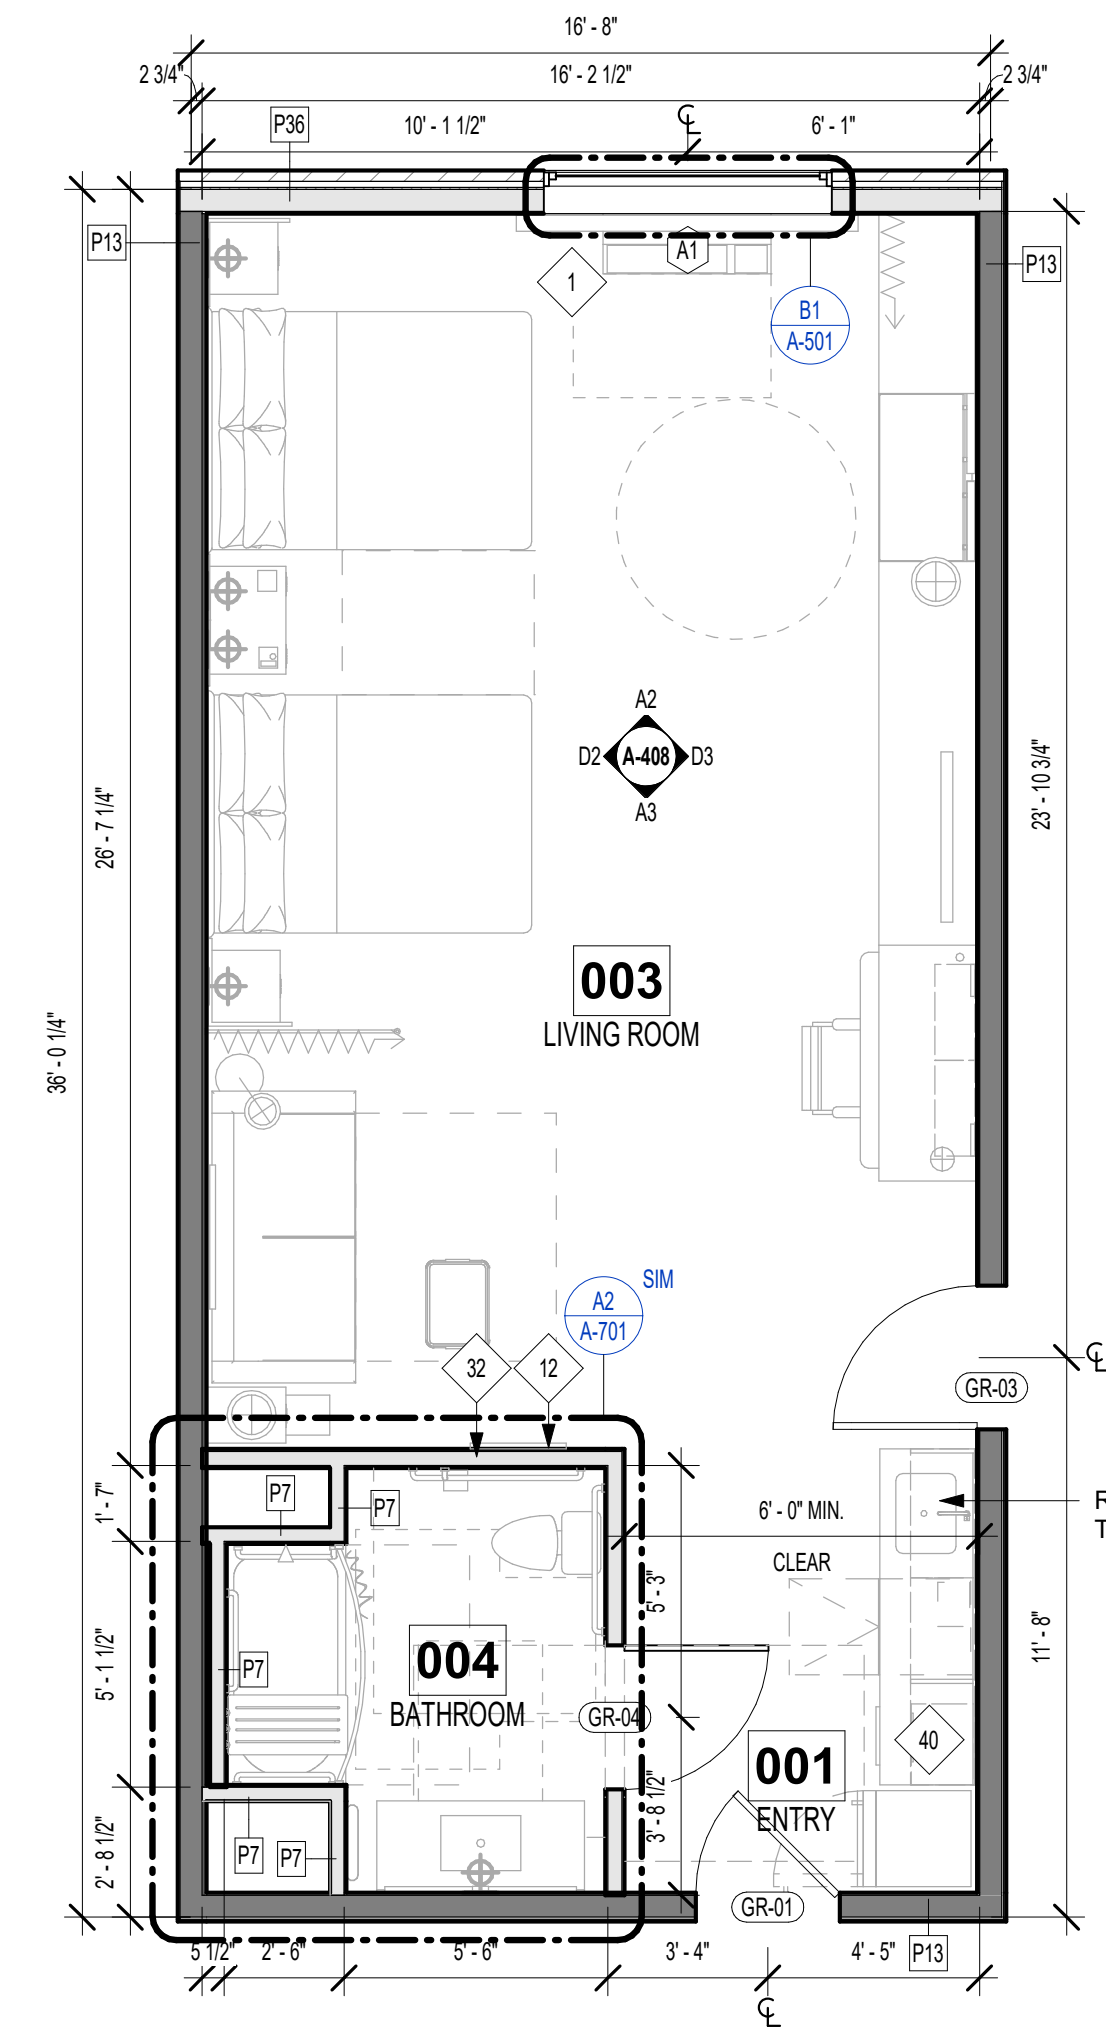 16' - 8"
2 3/4"
16' - 2 1/2"
2 3/4"
P36
10' - 1 1/2"
℄
6' - 1"
P13
A1
1
P13
B1
A-501
A2
D2
A-408
D3
A3
26' - 7 1/4"
23' - 10 3/4"
36' - 0 1/4"
003
LIVING ROOM
SIM
A2
A-701
32
12
℄
GR-03
1' - 7"
P7
P7
6' - 0" MIN.
CLEAR
R
T
5' - 3"
5' - 1 1/2"
P7
004
BATHROOM
GR-04
11' - 8"
40
001
ENTRY
3' - 8 1/2"
2' - 8 1/2"
P7
P7
GR-01
5 1/2"
2' - 6"
5' - 6"
3' - 4"
4' - 5"
P13
℄